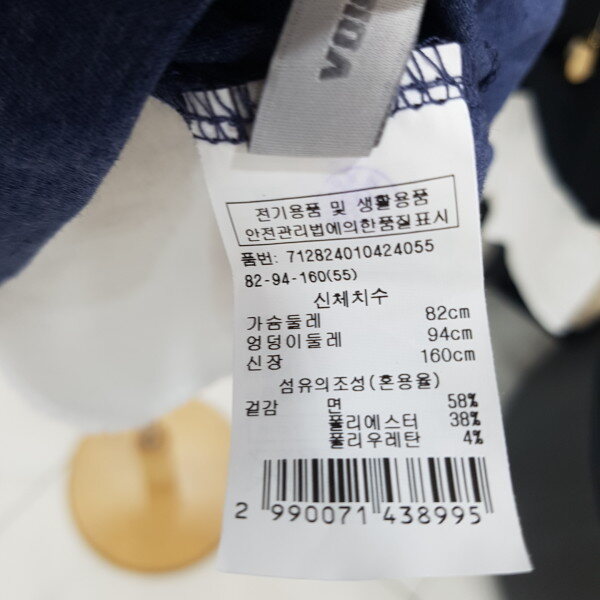 VOI
전기용품 및 생활용품
안전관리법에의한품질표시
품번: 712824010424055
82-94-160(55)
신체치수
가슴둘레 82cm
엉덩이둘레 94cm
신장 160cm
섬유의조성(혼용율)
겉감 면 58%
폴리에스터 38%
폴리우레탄 4%
2 990071 438995